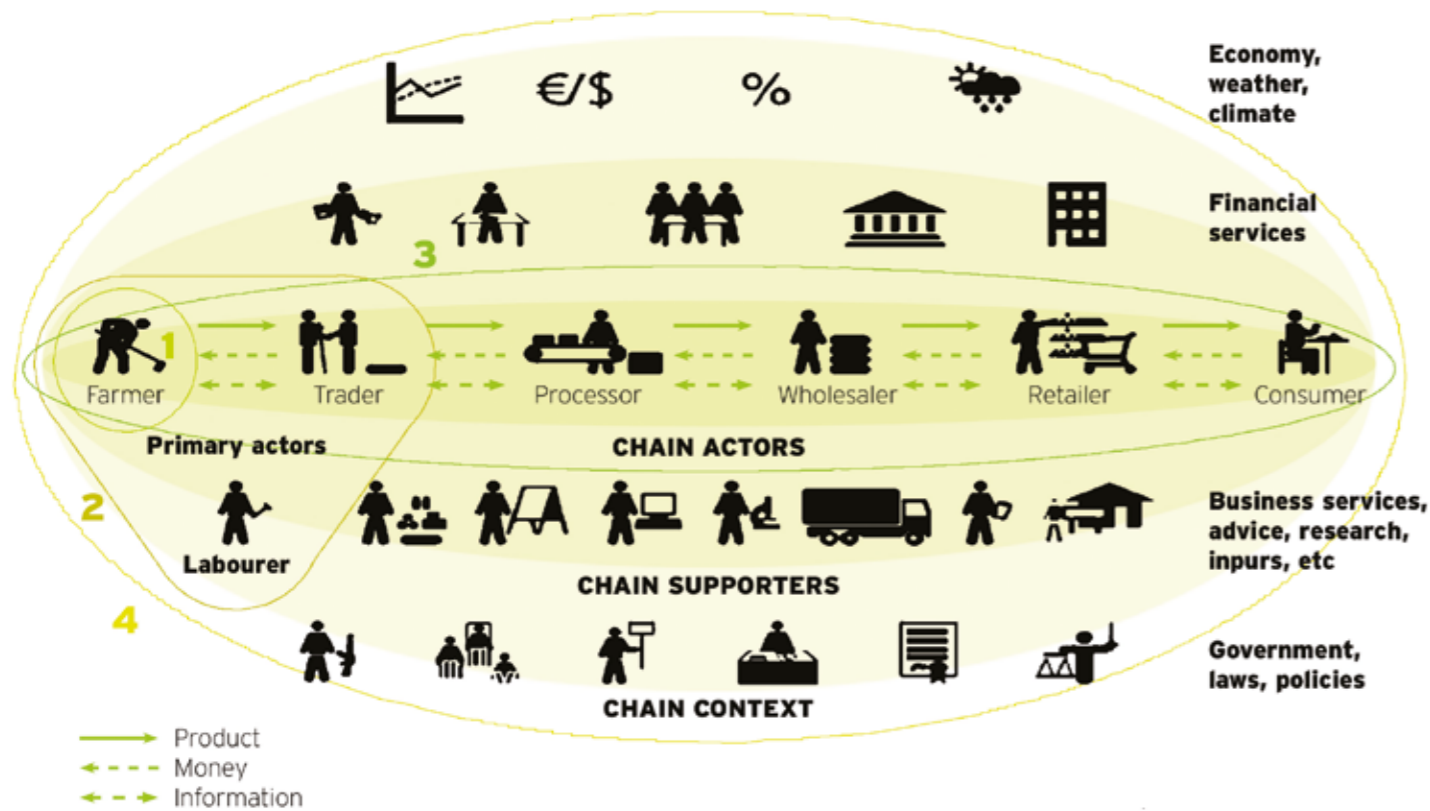 Economy,
weather,
climate
€/$
%
Financial
services
3
1
Farmer
Trader
Processor
Wholesaler
Retailer
Consumer
Primary actors
CHAIN ACTORS
2
Labourer
Business services,
advice, research,
inpurs, etc
CHAIN SUPPORTERS
4
Government,
laws, policies
CHAIN CONTEXT
Product
Money
Information